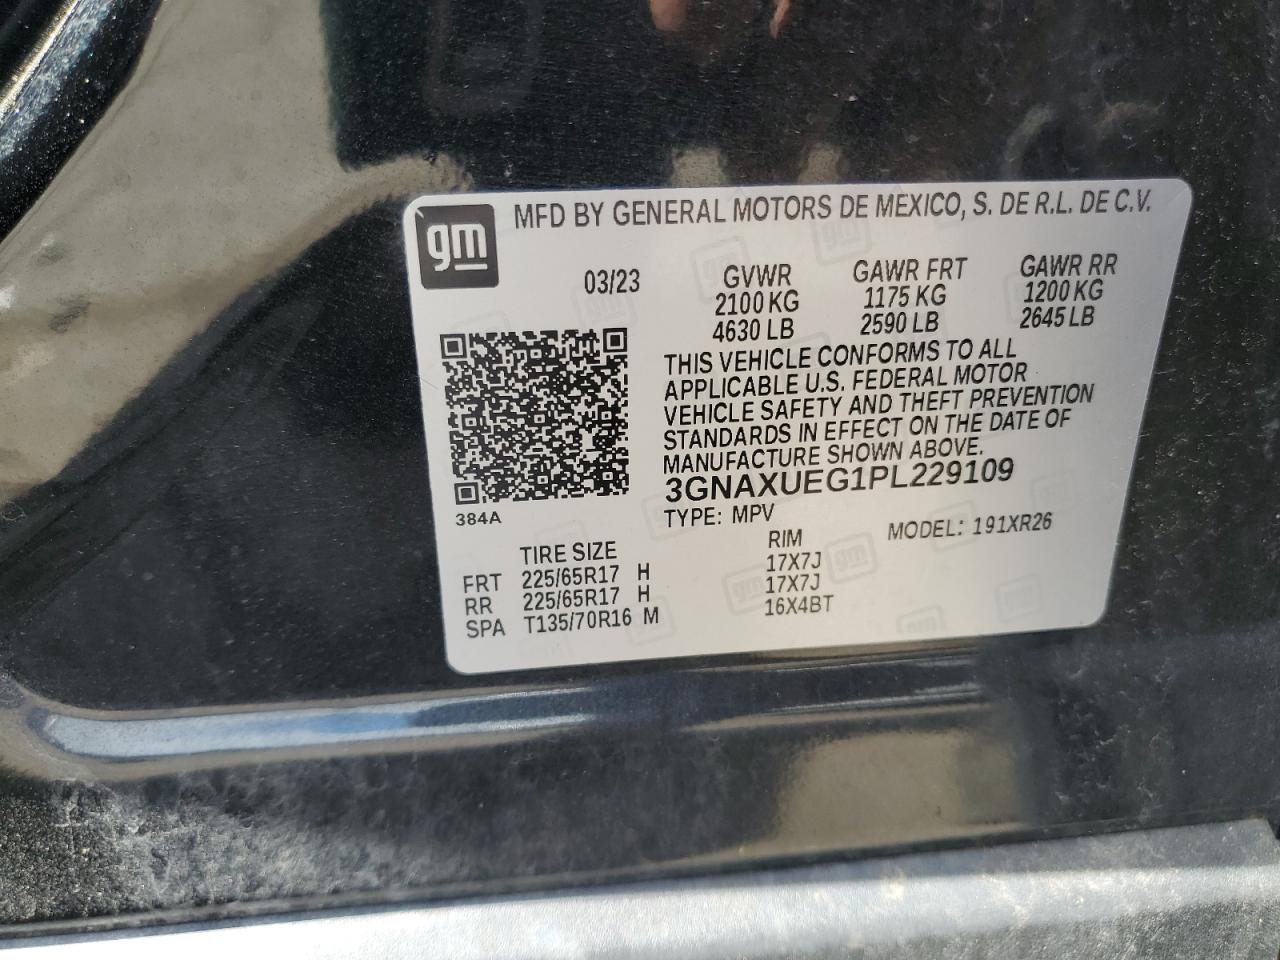 gm
MFD BY GENERAL MOTORS DE MEXICO, S. DE R.L. DE C.V.
03/23 GVWR GAWR FRT GAWR RR
2100 KG 1175 KG 1200 KG
4630 LB 2590 LB 2645 LB
THIS VEHICLE CONFORMS TO ALL
APPLICABLE U.S. FEDERAL MOTOR
VEHICLE SAFETY AND THEFT PREVENTION
STANDARDS IN EFFECT ON THE DATE OF
MANUFACTURE SHOWN ABOVE.
3GNAXUEG1PL229109
384A
TYPE: MPV MODEL: 191XR26
TIRE SIZE RIM
FRT 225/65R17 H 17X7J
RR 225/65R17 H 17X7J
SPA T135/70R16 M 16X4BT